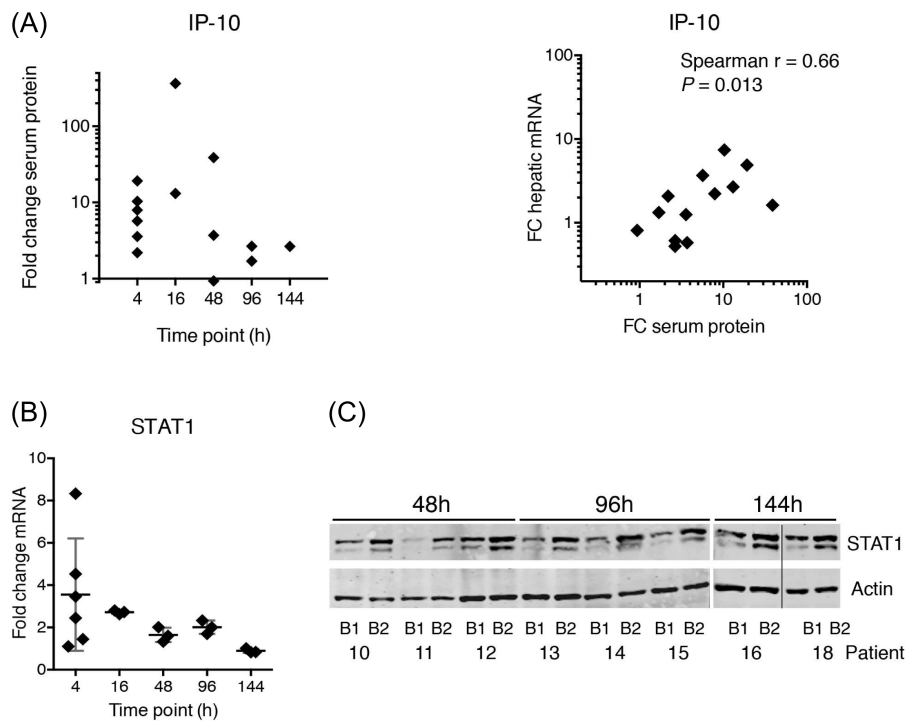 (A)
IP-10
Fold change serum protein
100
10
1
4 16 48 96 144
Time point (h)
IP-10
Spearman r = 0.66
P = 0.013
FC hepatic mRNA
100
10
1
1 10 100
FC serum protein
(B)
STAT1
Fold change mRNA
10
8
6
4
2
0
4 16 48 96 144
Time point (h)
(C)
48h 96h 144h
STAT1
Actin
B1 B2 B1 B2 B1 B2 B1 B2 B1 B2 B1 B2 B1 B2 B1 B2
10 11 12 13 14 15 16 18 Patient